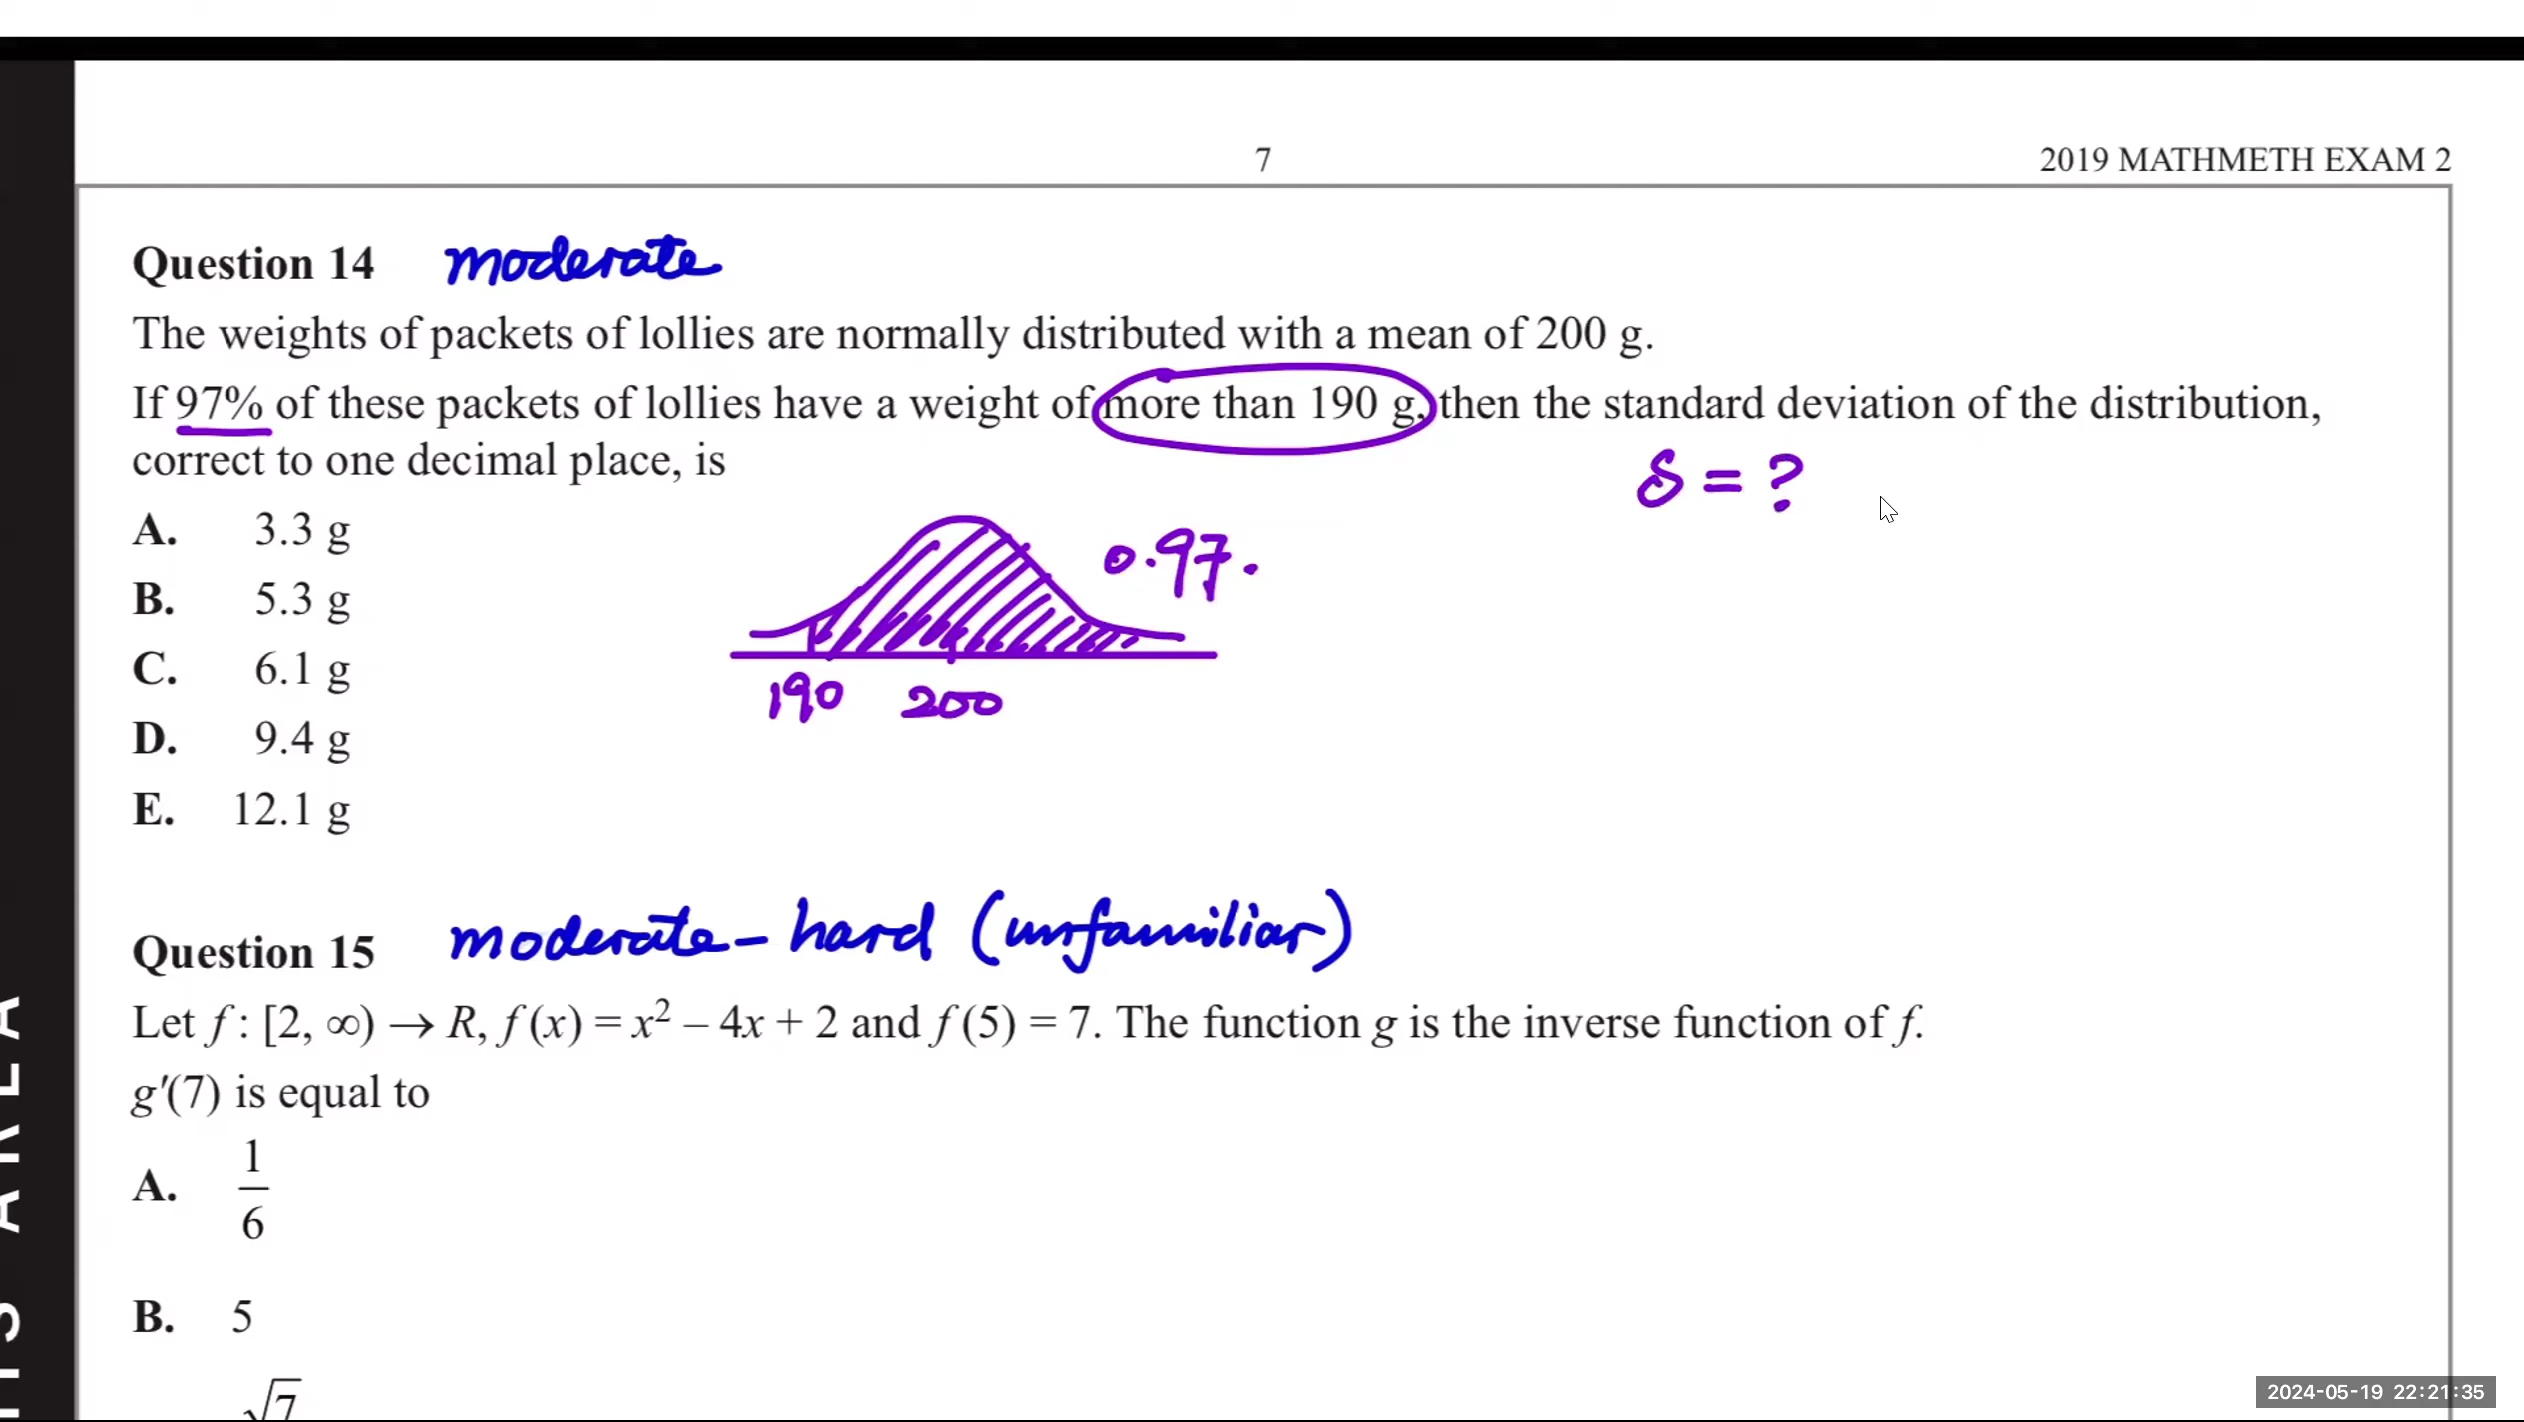 7
2019 MATHMETH EXAM 2
Question 14 moderate
The weights of packets of lollies are normally distributed with a mean of 200 g.
If 97% of these packets of lollies have a weight of more than 190 g, then the standard deviation of the distribution,
correct to one decimal place, is
δ = ?
A. 3.3 g
0.97.
B. 5.3 g
C. 6.1 g
190 200
D. 9.4 g
E. 12.1 g
Question 15 moderate - hard (unfamiliar)
Let f : [2, ∞) → R, f (x) = x² – 4x + 2 and f (5) = 7. The function g is the inverse function of f.
g′(7) is equal to
A. 1/6
B. 5
√7
AREA
2024-05-19 22:21:35